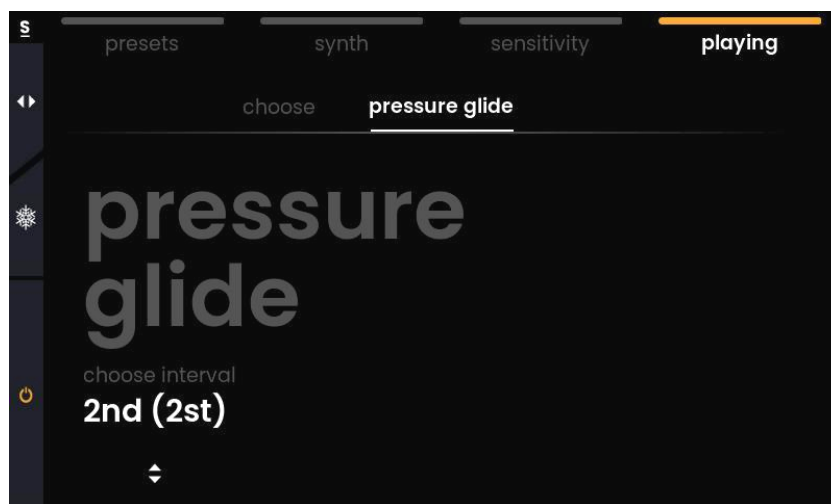 S
presets synth sensitivity playing
choose pressure glide
pressure
glide
choose interval
2nd (2st)